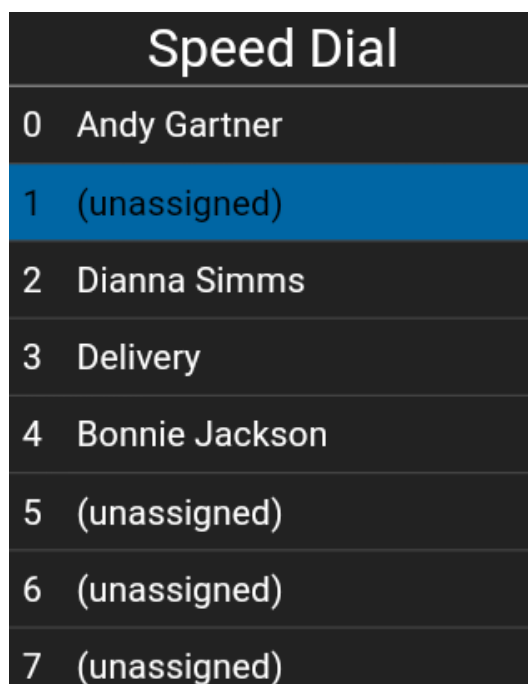 Speed Dial
0 Andy Gartner
1 (unassigned)
2 Dianna Simms
3 Delivery
4 Bonnie Jackson
5 (unassigned)
6 (unassigned)
7 (unassigned)